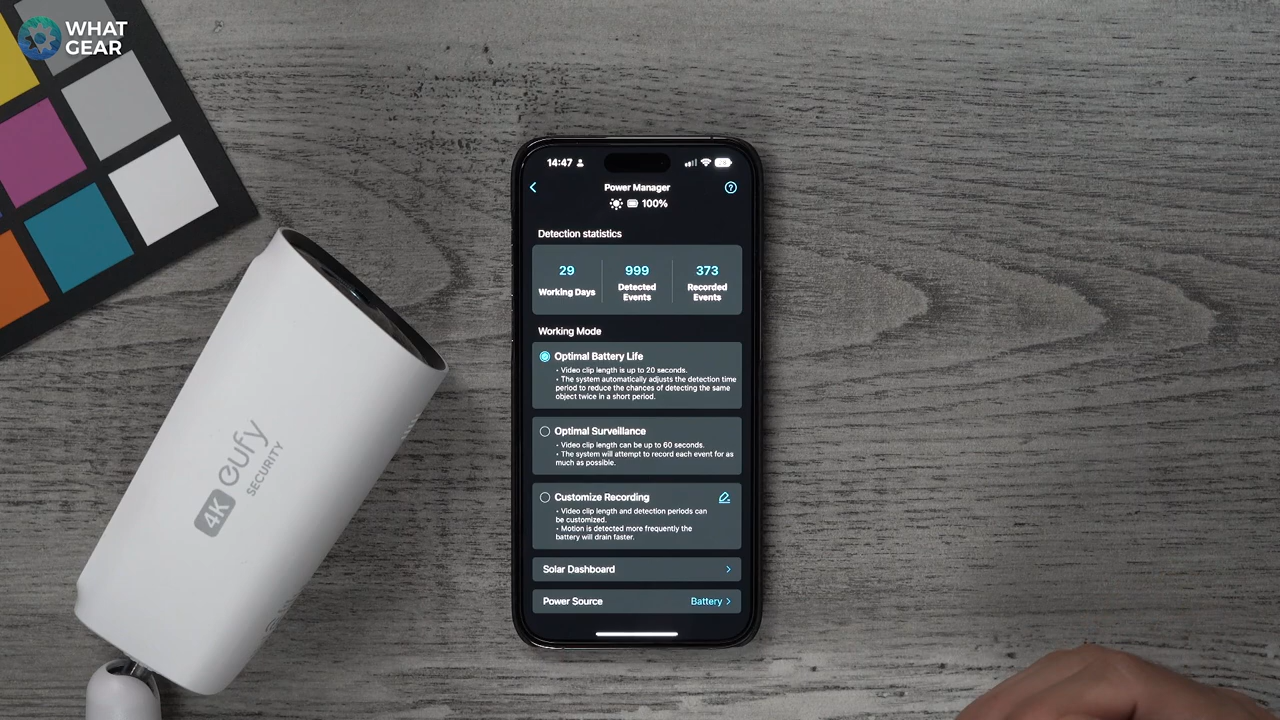 WHAT
GEAR
14:47
Power Manager
100%
Detection statistics
29
Working Days
999
Detected
Events
373
Recorded
Events
Working Mode
Optimal Battery Life
• Video clip length is up to 20 seconds.
• The system automatically adjusts the detection time
period to reduce the chances of detecting the same
object twice in a short period.
Optimal Surveillance
• Video clip length can be up to 60 seconds.
• The system will attempt to record each event for as
much as possible.
Customize Recording
• Video clip length and detection periods can
be customized.
• Motion is detected more frequently the
battery will drain faster.
Solar Dashboard
Power Source Battery
4K eufy
SECURITY